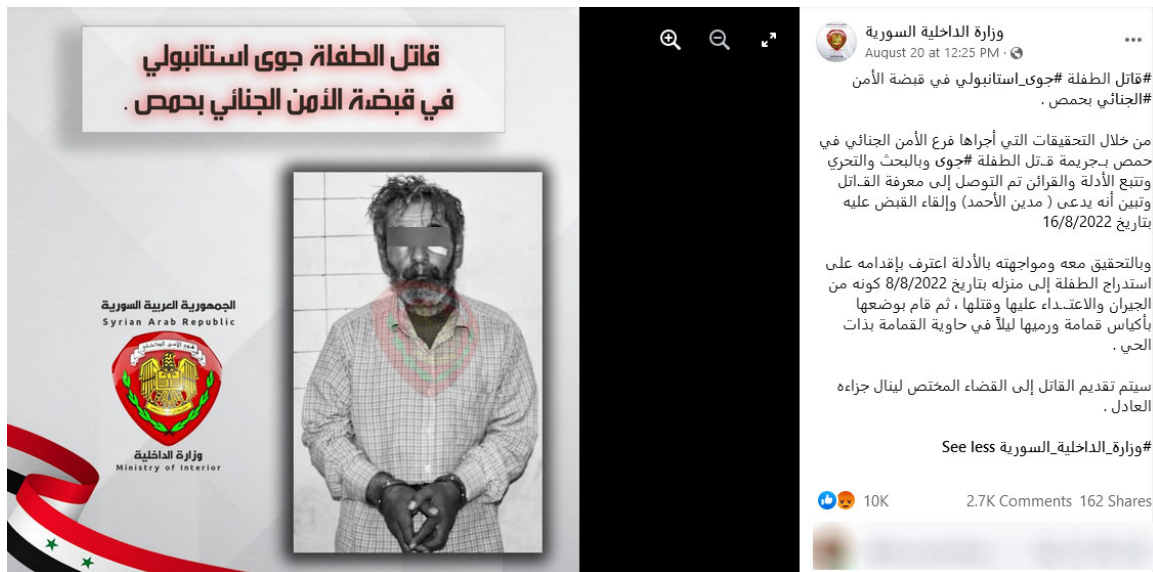 قاتل الطفلة جوى استانبولي
في قبضة الأمن الجنائي بحمص .
الجمهورية العربية السورية
Syrian Arab Republic
وزارة الداخلية
Ministry of Interior
وزارة الداخلية السورية
August 20 at 12:25 PM ·
#قاتل الطفلة #جوى_استانبولي في قبضة الأمن
#الجنائي بحمص .
من خلال التحقيقات التي أجراها فرع الأمن الجنائي في
حمص بـجريمة قـتل الطفلة #جوى وبالبحث والتحري
وتتبع الأدلة والقرائن تم التوصل إلى معرفة القـاتل
وتبين أنه يدعى ( مدين الأحمد) وإلقاء القبض عليه
بتاريخ 16/8/2022
وبالتحقيق معه ومواجهته بالأدلة اعترف بإقدامه على
استدراج الطفلة إلى منزله بتاريخ 8/8/2022 كونه من
الجيران والاعتــداء عليها وقتلها ، ثم قام بوضعها
بأكياس قمامة ورميها ليلاً في حاوية القمامة بذات
الحي .
سيتم تقديم القاتل إلى القضاء المختص لينال جزاءه
العادل .
#وزارة_الداخلية_السورية See less
10K
2.7K Comments 162 Shares